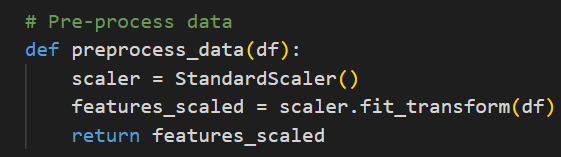 # Pre-process data
def preprocess_data(df):
    scaler = StandardScaler()
    features_scaled = scaler.fit_transform(df)
    return features_scaled